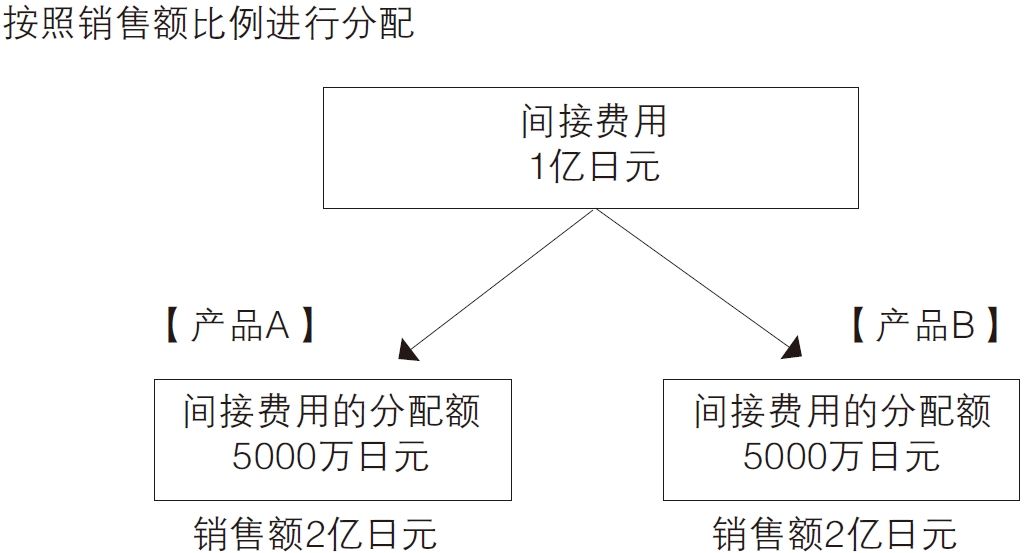 按照销售额比例进行分配
间接费用
1亿日元
【产品A】
【产品B】
间接费用的分配额
5000万日元
间接费用的分配额
5000万日元
销售额2亿日元
销售额2亿日元